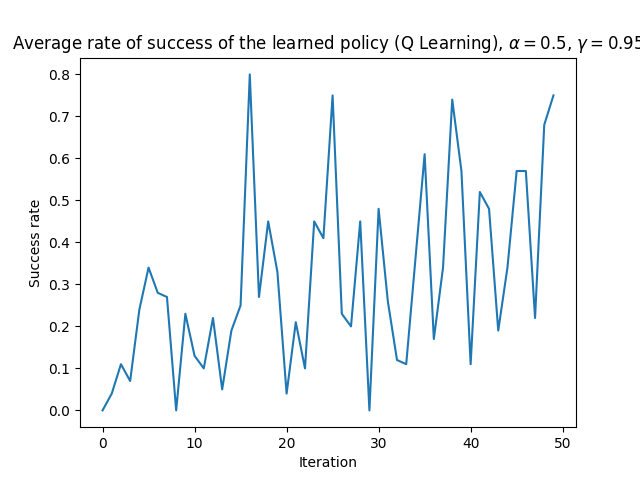 Average rate of success of the learned policy (Q Learning), α = 0.5, γ = 0.95
0.8
0.7
0.6
0.5
0.4
0.3
0.2
0.1
0.0
Success rate
0 10 20 30 40 50
Iteration